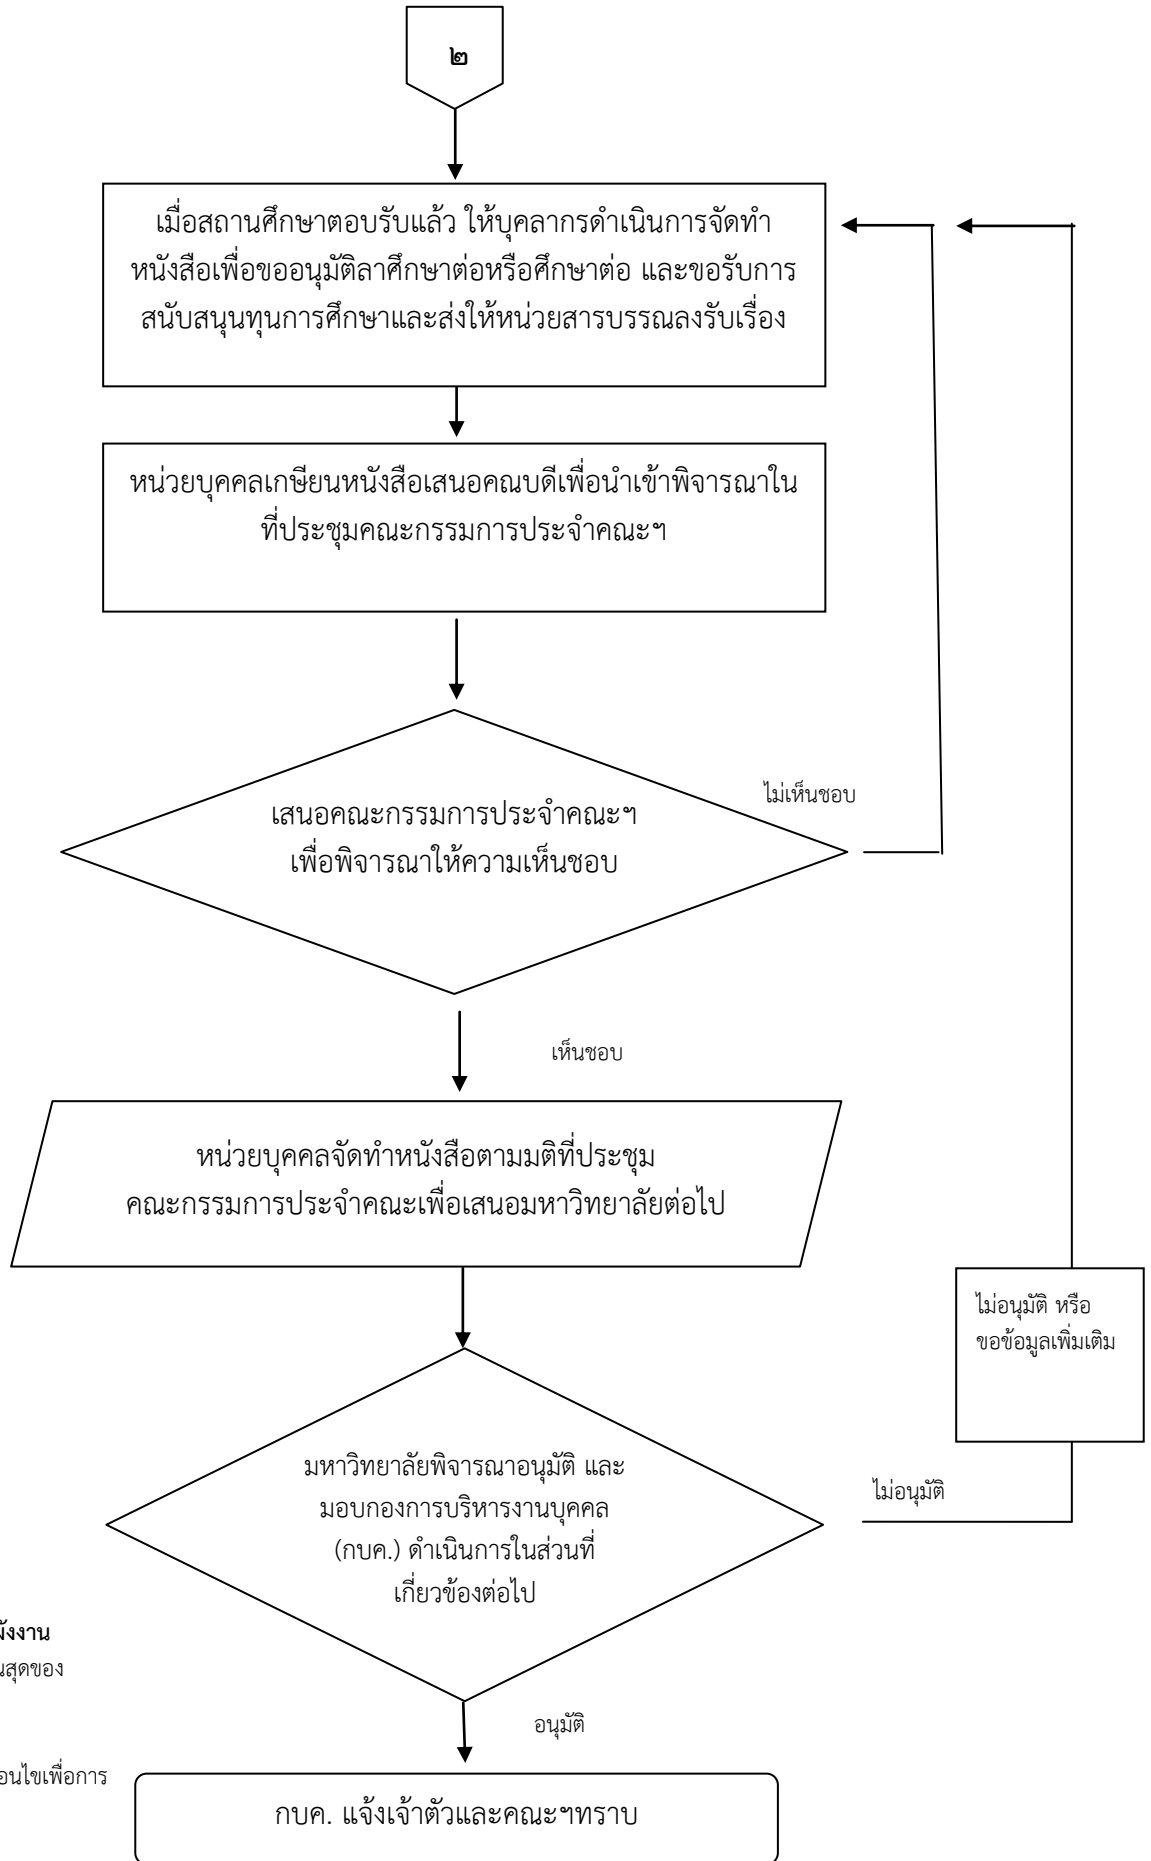 ๒
เมื่อสถานศึกษาตอบรับแล้ว ให้บุคลากรดำเนินการจัดทำ
หนังสือเพื่อขออนุมัติลาศึกษาต่อหรือศึกษาต่อ และขอรับการ
สนับสนุนทุนการศึกษาและส่งให้หน่วยสารบรรณลงรับเรื่อง
หน่วยบุคคลเกษียนหนังสือเสนอคณบดีเพื่อนำเข้าพิจารณาใน
ที่ประชุมคณะกรรมการประจำคณะฯ
ไม่เห็นชอบ
เสนอคณะกรรมการประจำคณะฯ
เพื่อพิจารณาให้ความเห็นชอบ
เห็นชอบ
หน่วยบุคคลจัดทำหนังสือตามมติที่ประชุม
คณะกรรมการประจำคณะเพื่อเสนอมหาวิทยาลัยต่อไป
ไม่อนุมัติ หรือ
ขอข้อมูลเพิ่มเติม
มหาวิทยาลัยพิจารณาอนุมัติ และ
มอบกองการบริหารงานบุคคล
(กบค.) ดำเนินการในส่วนที่
เกี่ยวข้องต่อไป
ไม่อนุมัติ
ผังงาน
นสุดของ
อนุมัติ
อนไขเพื่อการ
กบค. แจ้งเจ้าตัวและคณะฯทราบ